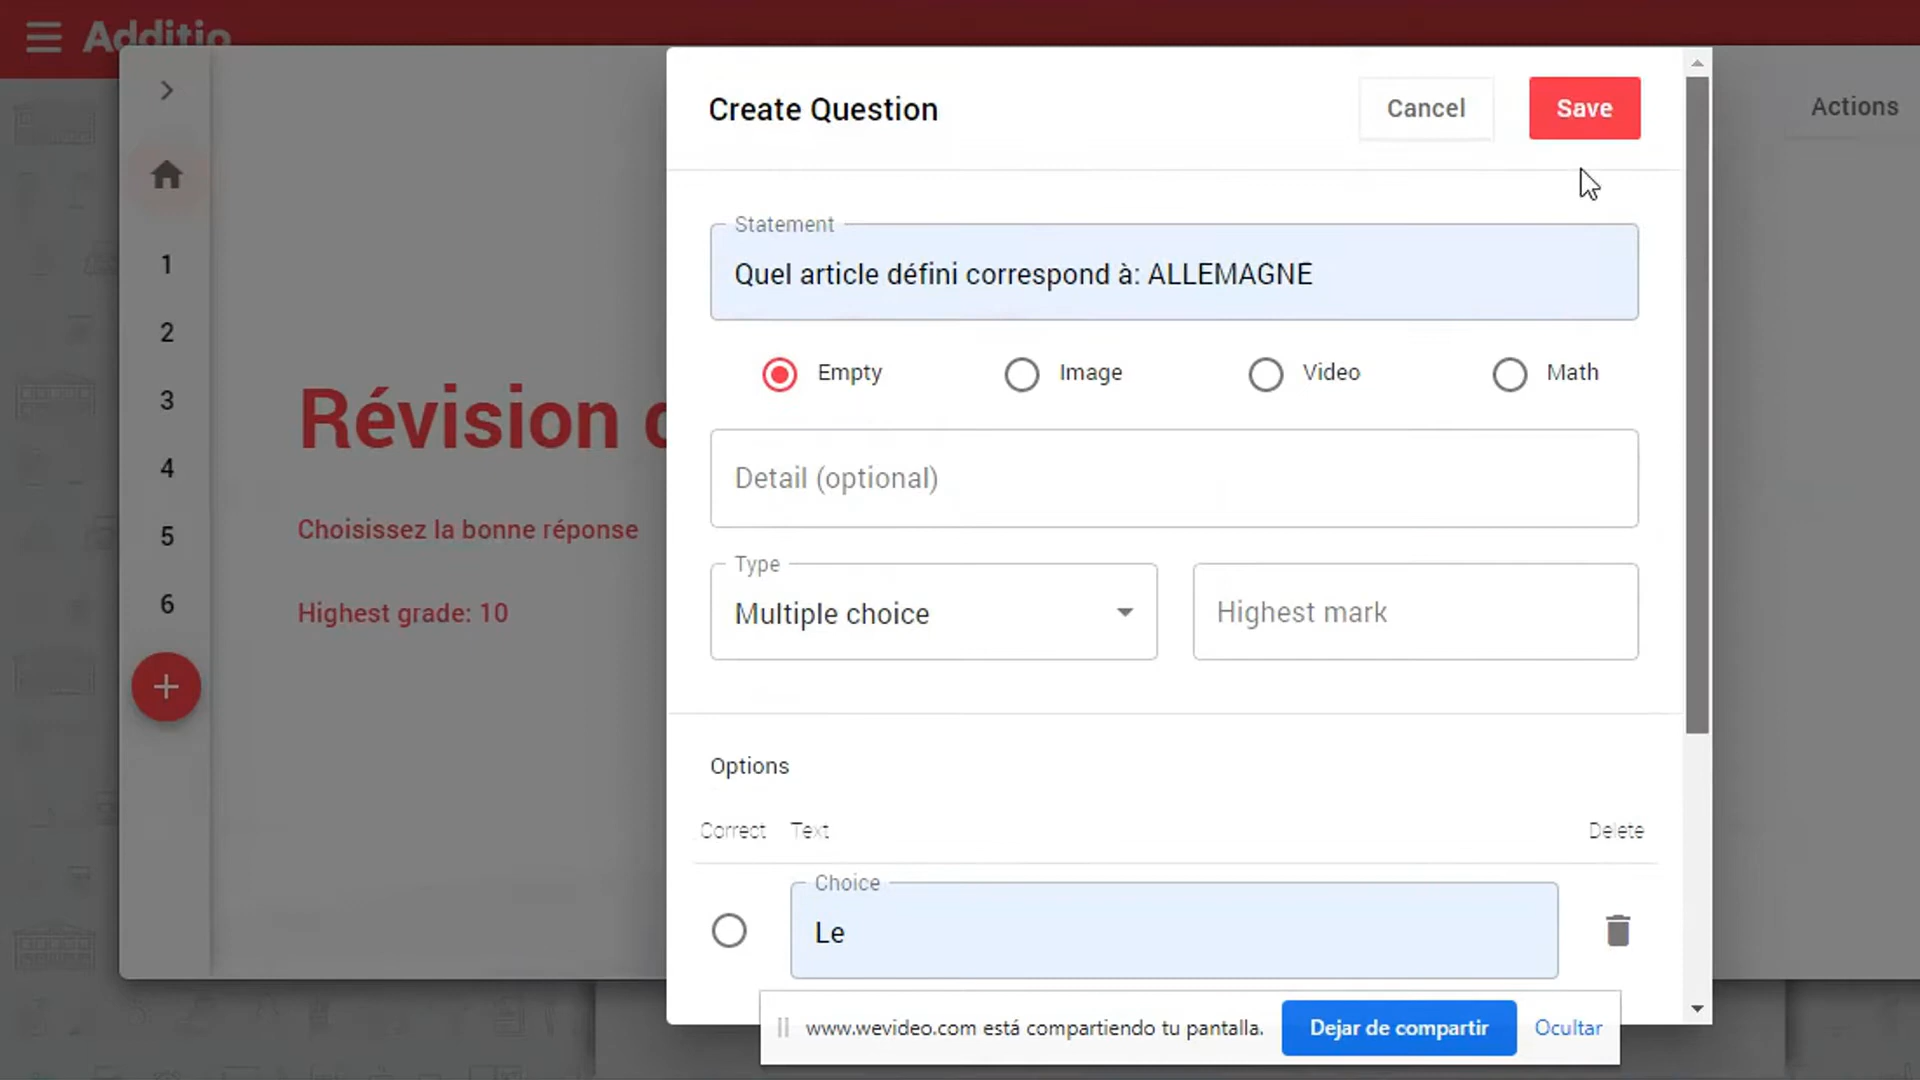 Additio
Create Question
Cancel
Save
Actions
Statement
Quel article défini correspond à: ALLEMAGNE
Empty
Image
Video
Math
1
2
3
4
5
6
Révision
Choisissez la bonne réponse
Highest grade: 10
Detail (optional)
Type
Multiple choice
Highest mark
Options
Correct
Text
Delete
Choice
Le
www.wevideo.com está compartiendo tu pantalla.
Dejar de compartir
Ocultar